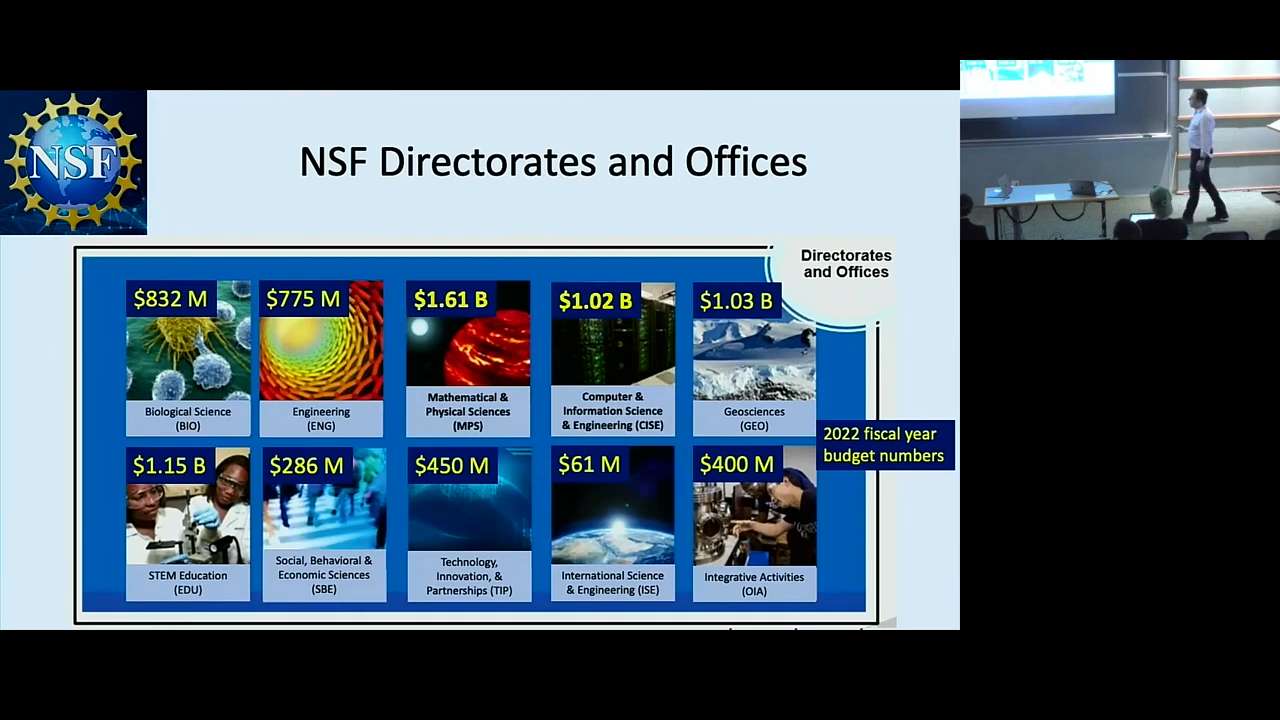 NSF
NSF Directorates and Offices
Directorates
and Offices
$832 M
Biological Science
(BIO)
$775 M
Engineering
(ENG)
$1.61 B
Mathematical &
Physical Sciences
(MPS)
$1.02 B
Computer &
Information Science
& Engineering (CISE)
$1.03 B
Geosciences
(GEO)
2022 fiscal year
budget numbers
$1.15 B
STEM Education
(EDU)
$286 M
Social, Behavioral &
Economic Sciences
(SBE)
$450 M
Technology,
Innovation, &
Partnerships (TIP)
$61 M
International Science
& Engineering (ISE)
$400 M
Integrative Activities
(OIA)